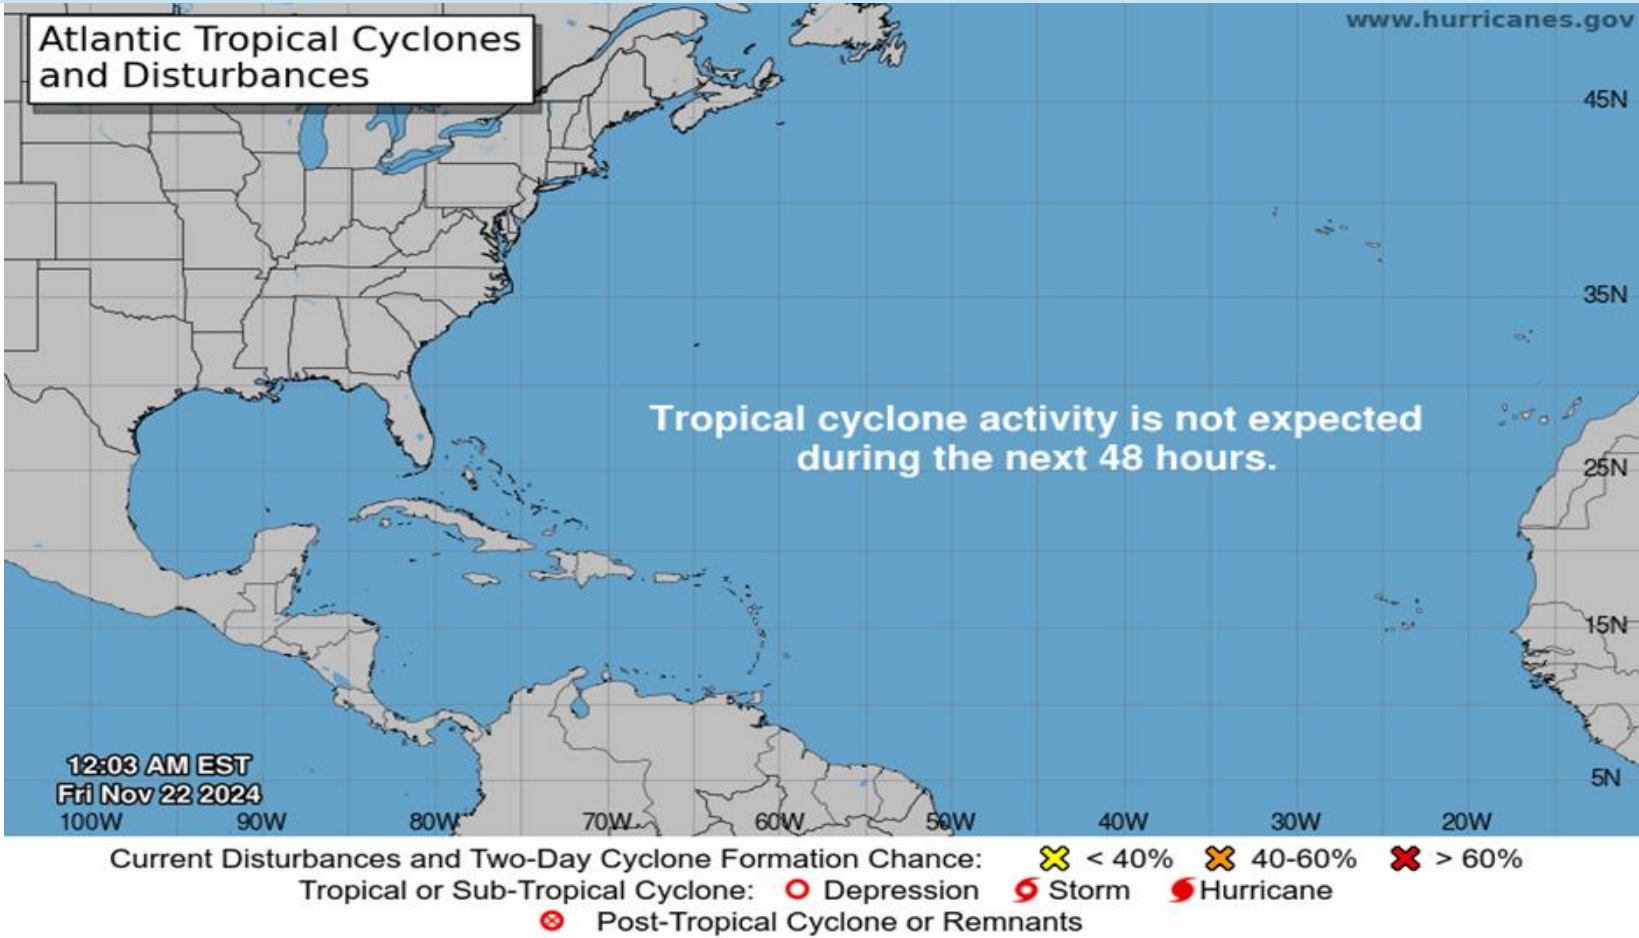 www.hurricanes.gov
Atlantic Tropical Cyclones
and Disturbances
45N
35N
Tropical cyclone activity is not expected
during the next 48 hours.
25N
15N
12:03 AM EST
Fri Nov 22 2024
5N
100W 90W 80W 70W 60W 50W 40W 30W 20W
Current Disturbances and Two-Day Cyclone Formation Chance: < 40% 40-60% > 60%
Tropical or Sub-Tropical Cyclone: Depression Storm Hurricane
Post-Tropical Cyclone or Remnants